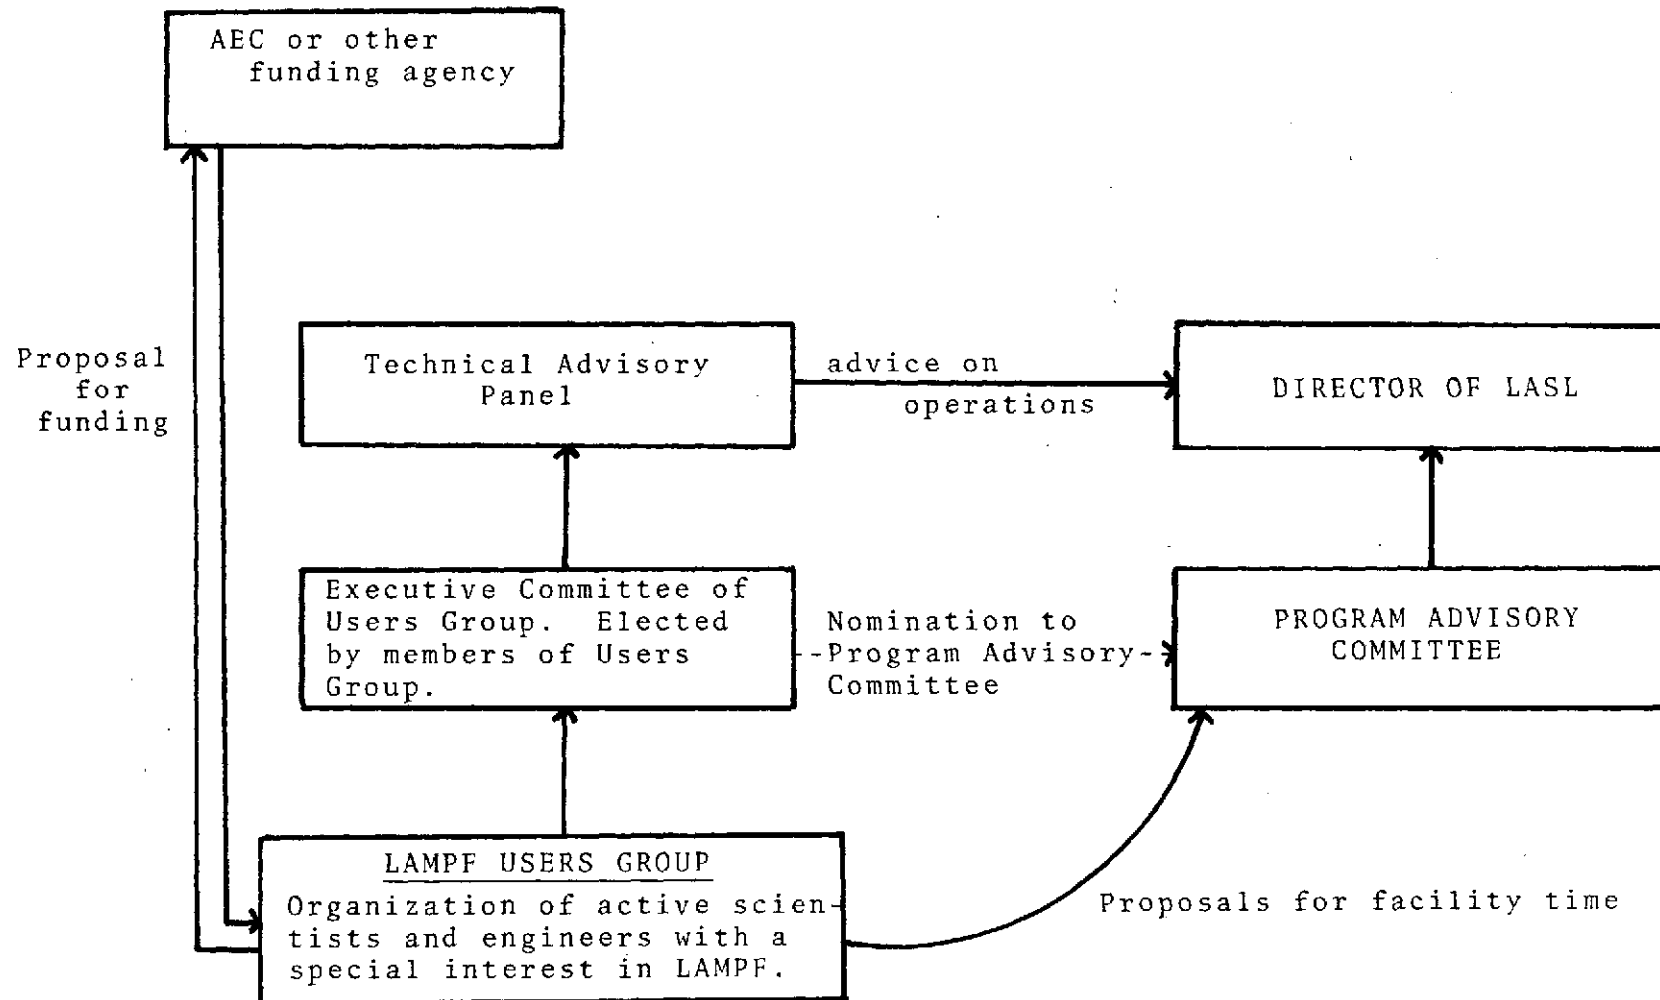 AEC or other
funding agency
Proposal
for
funding
Technical Advisory
Panel
advice on
operations
DIRECTOR OF LASL
Executive Committee of
Users Group. Elected
by members of Users
Group.
Nomination to
Program Advisory
Committee
PROGRAM ADVISORY
COMMITTEE
LAMPF USERS GROUP
Organization of active scien-
tists and engineers with a
special interest in LAMPF.
Proposals for facility time